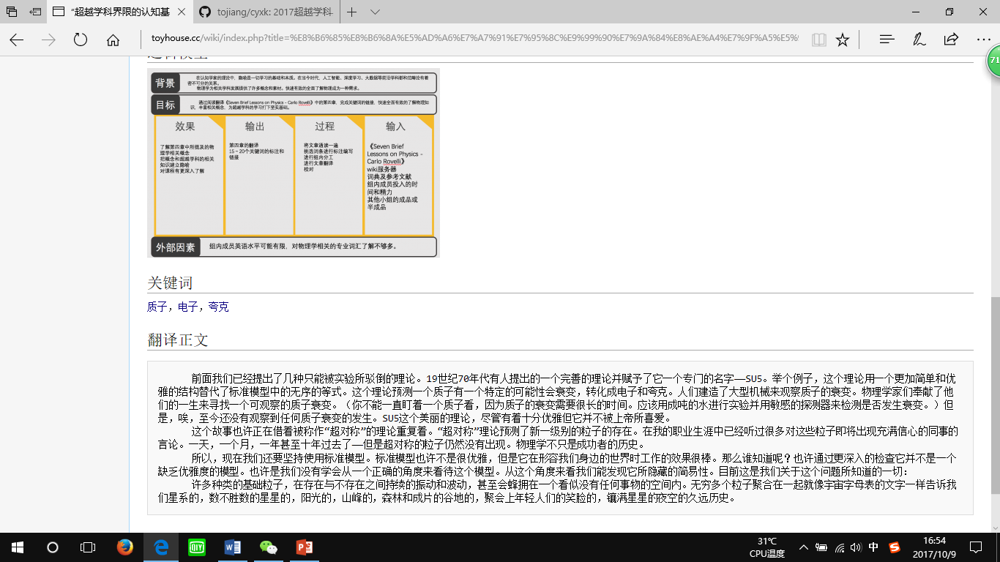 "超越学科界限的认知基
tojiang/cyxk: 2017超越学科
toyhouse.cc/wiki/index.php?title=%E8%B6%85%E8%B6%8A%E5%AD%A6%E7%A7%91%E7%95%8C%E9%99%90%E7%9A%84%E8%AE%A4%E7%9F%A5%E5%
71
背景
在认知学家的理论中，隐喻是一切学习的基础和本质。在当今时代，人工智能、深度学习、大数据等前沿学科都和范畴论有着
密不可分的关系。
物理学为相关学科发展提供了许多概念和素材。快速有效的全面了解物理成为一种需求。
目标
通过阅读翻译《Seven Brief Lessons on Physics - Carlo Rovelli》中的第四章，完成关键词的链接，快速全面有效的了解物理知
识，丰富相关概念，为超越学科的学习打下坚实基础。
效果
了解第四章中所提及的物
理学相关概念
把概念和超越学科的相关
知识建立隐喻
对课程有更深入了解
输出
第四章的翻译
15－20个关键词的标注和
链接
过程
将文章通读一遍
挑选词条进行标注编写
进行组内分工
进行文章翻译
校对
输入
《Seven Brief
Lessons on Physics -
Carlo Rovelli》
wiki服务器
词典及参考文献
组内成员投入的时
间和精力
其他小组的成品或
半成品
外部因素
组内成员英语水平可能有限，对物理学相关的专业词汇了解不够多。
关键词
质子，电子，夸克
翻译正文
前面我们已经提出了几种只能被实验所驳倒的理论。19世纪70年代有人提出的一个完善的理论并赋予了它一个专门的名字——SU5。举个例子，这个理论用一个更加简单和优
雅的结构替代了标准模型中的无序的等式。这个理论预测一个质子有一个特定的可能性会衰变，转化成电子和夸克。人们建造了大型机械来观察质子的衰变。物理学家们奉献了他
们的一生来寻找一个可观察的质子衰变。（你不能一直盯着一个质子看，因为质子的衰变需要很长的时间。应该用成吨的水进行实验并用敏感的探测器来检测是否发生衰变。）但
是，唉，至今还没有观察到任何质子衰变的发生。SU5这个美丽的理论，尽管有着十分优雅但它并不被上帝所喜爱。
这个故事也许正在借着被称作"超对称"的理论重复着。"超对称"理论预测了新一级别的粒子的存在。在我的职业生涯中已经听过很多对这些粒子即将出现充满信心的同事的
言论。一天，一个月，一年甚至十年过去了——但是超对称的粒子仍然没有出现。物理学不只是成功者的历史。
所以，现在我们还要坚持使用标准模型。标准模型也许不是很优雅，但是它在形容我们身边的世界时工作的效果很棒。那么谁知道呢？也许通过更深入的检查它并不是一个
缺乏优雅度的模型。也许是我们没有学会从一个正确的角度来看待这个模型。从这个角度来看我们能发现它所隐藏的简易性。目前这是我们关于这个问题所知道的一切：
许多种类的基础粒子，在存在与不存在之间持续的振动和波动，甚至会蜂拥在一个看似没有任何事物的空间内。无穷多个粒子聚合在一起就像宇宙字母表的文字一样告诉我
们星系的，数不胜数的星星的，阳光的，山峰的，森林和成片的谷地的，聚会上年轻人们的笑脸的，镶满星星的夜空的久远历史。
31℃
CPU温度
中
16:54
2017/10/9